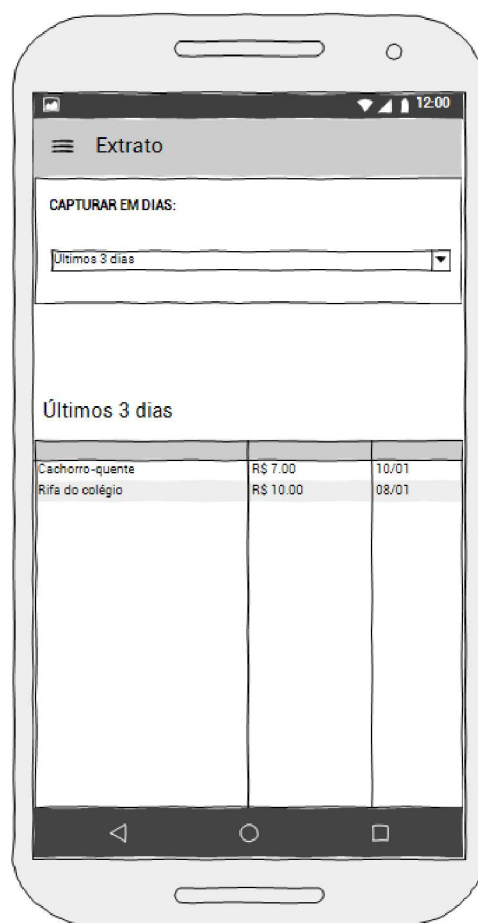 12:00
Extrato
CAPTURAR EM DIAS:
Últimos 3 dias
Últimos 3 dias
Cachorro-quente R$ 7.00 10/01
Rifa do colégio R$ 10.00 08/01